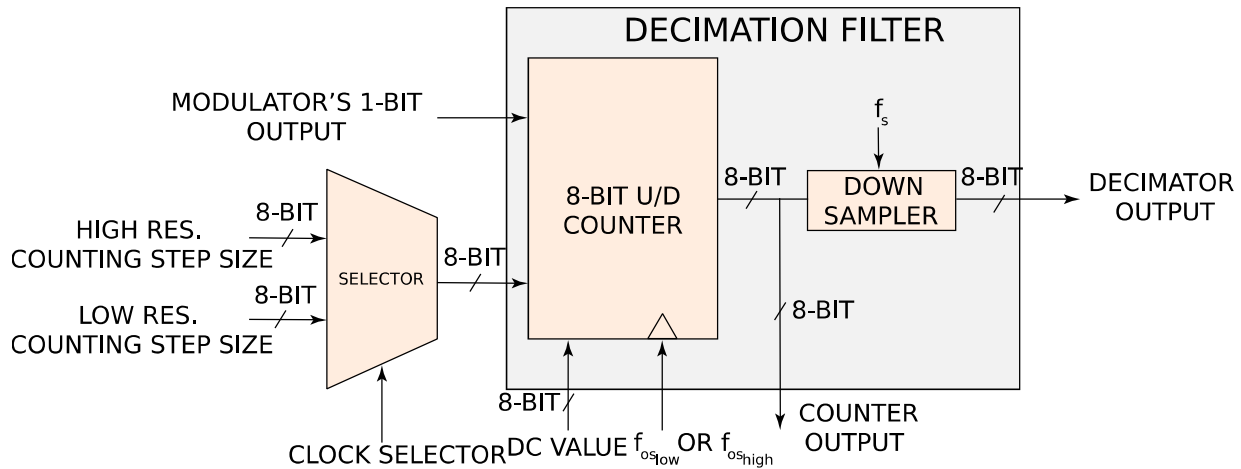 DECIMATION FILTER
MODULATOR'S 1-BIT
OUTPUT
8-BIT U/D
COUNTER
f_s
8-BIT
DOWN
SAMPLER
8-BIT
DECIMATOR
OUTPUT
8-BIT
HIGH RES.
COUNTING STEP SIZE
SELECTOR
8-BIT
8-BIT
LOW RES.
COUNTING STEP SIZE
8-BIT
8-BIT
COUNTER
OUTPUT
CLOCK SELECTOR
DC VALUE
f_os_low OR f_os_high